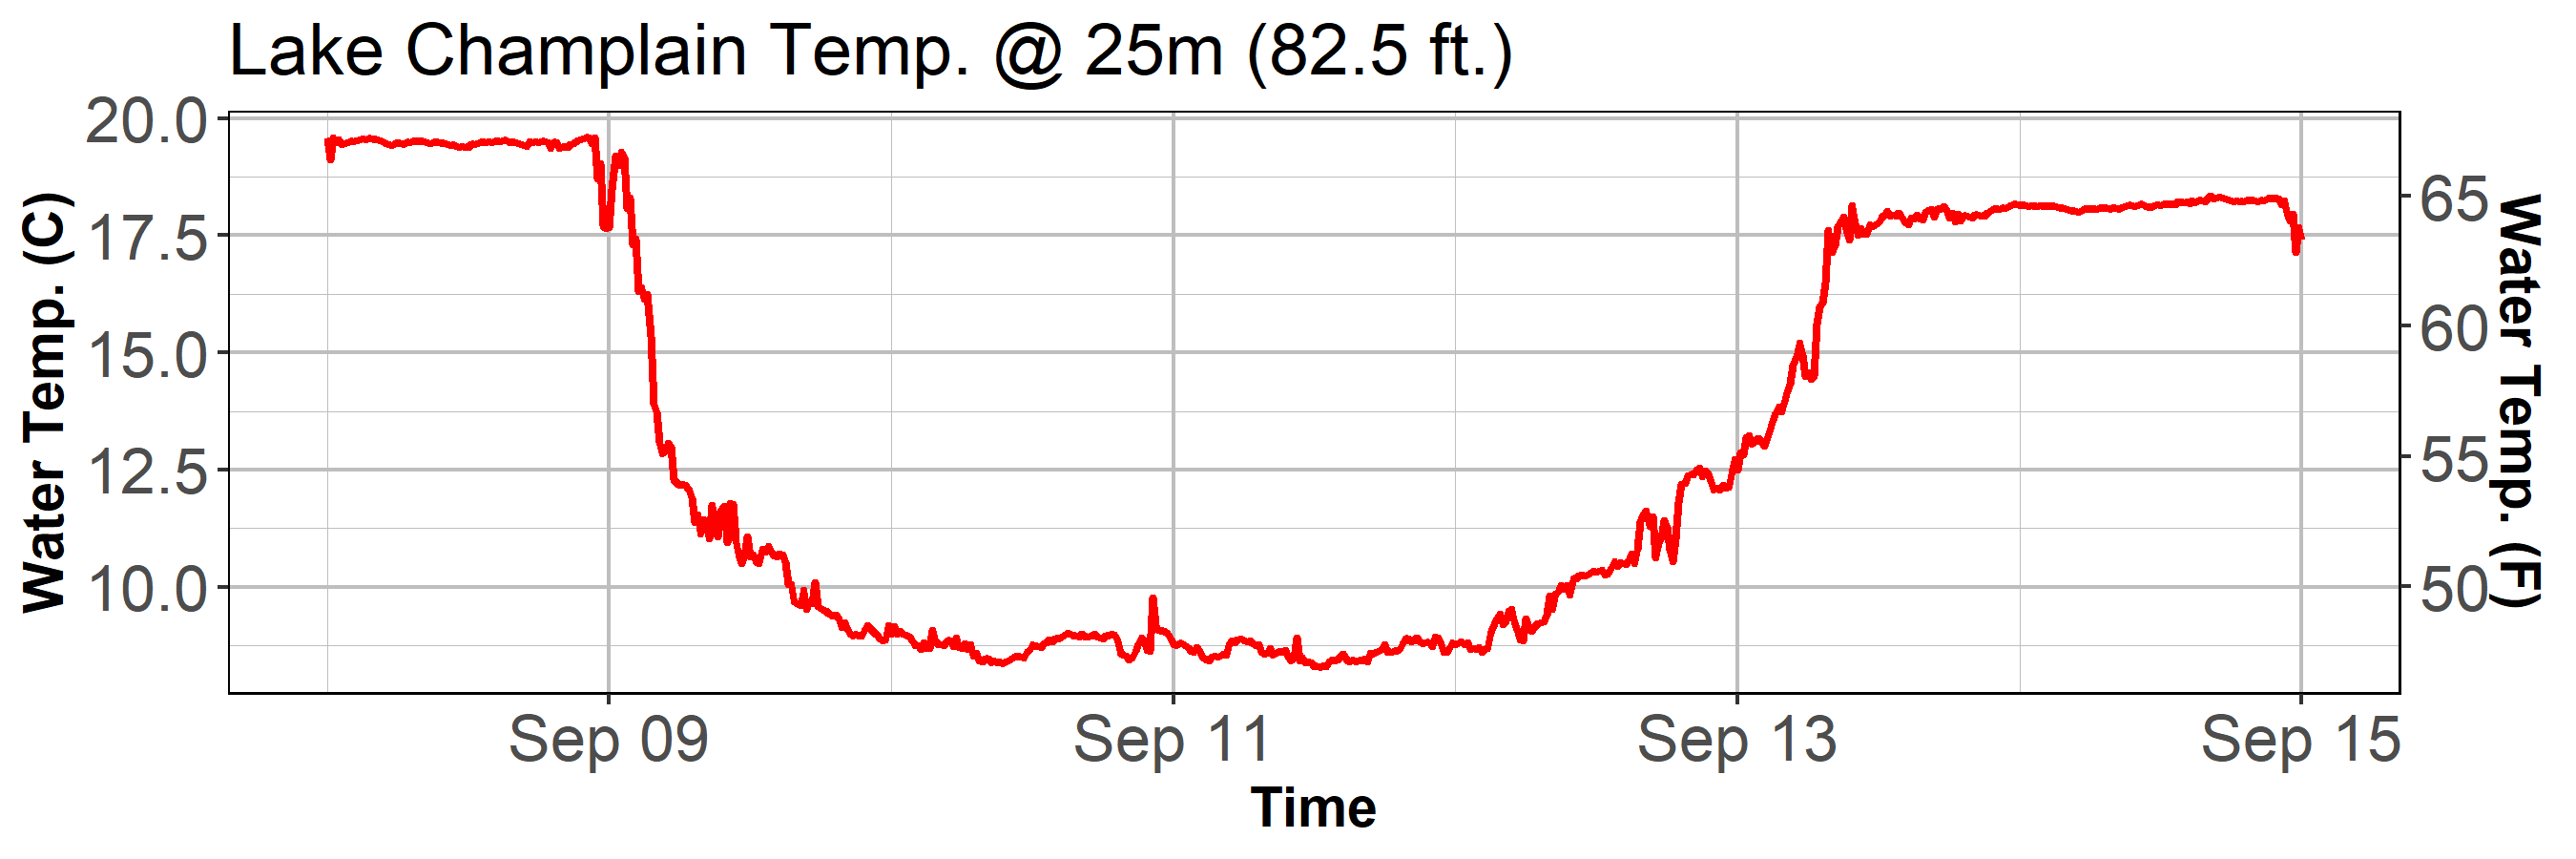 Lake Champlain Temp. @ 25m (82.5 ft.)
Water Temp. (C)
20.0
17.5
15.0
12.5
10.0
65
60
55
50
Water Temp. (F)
Sep 09
Sep 11
Sep 13
Sep 15
Time